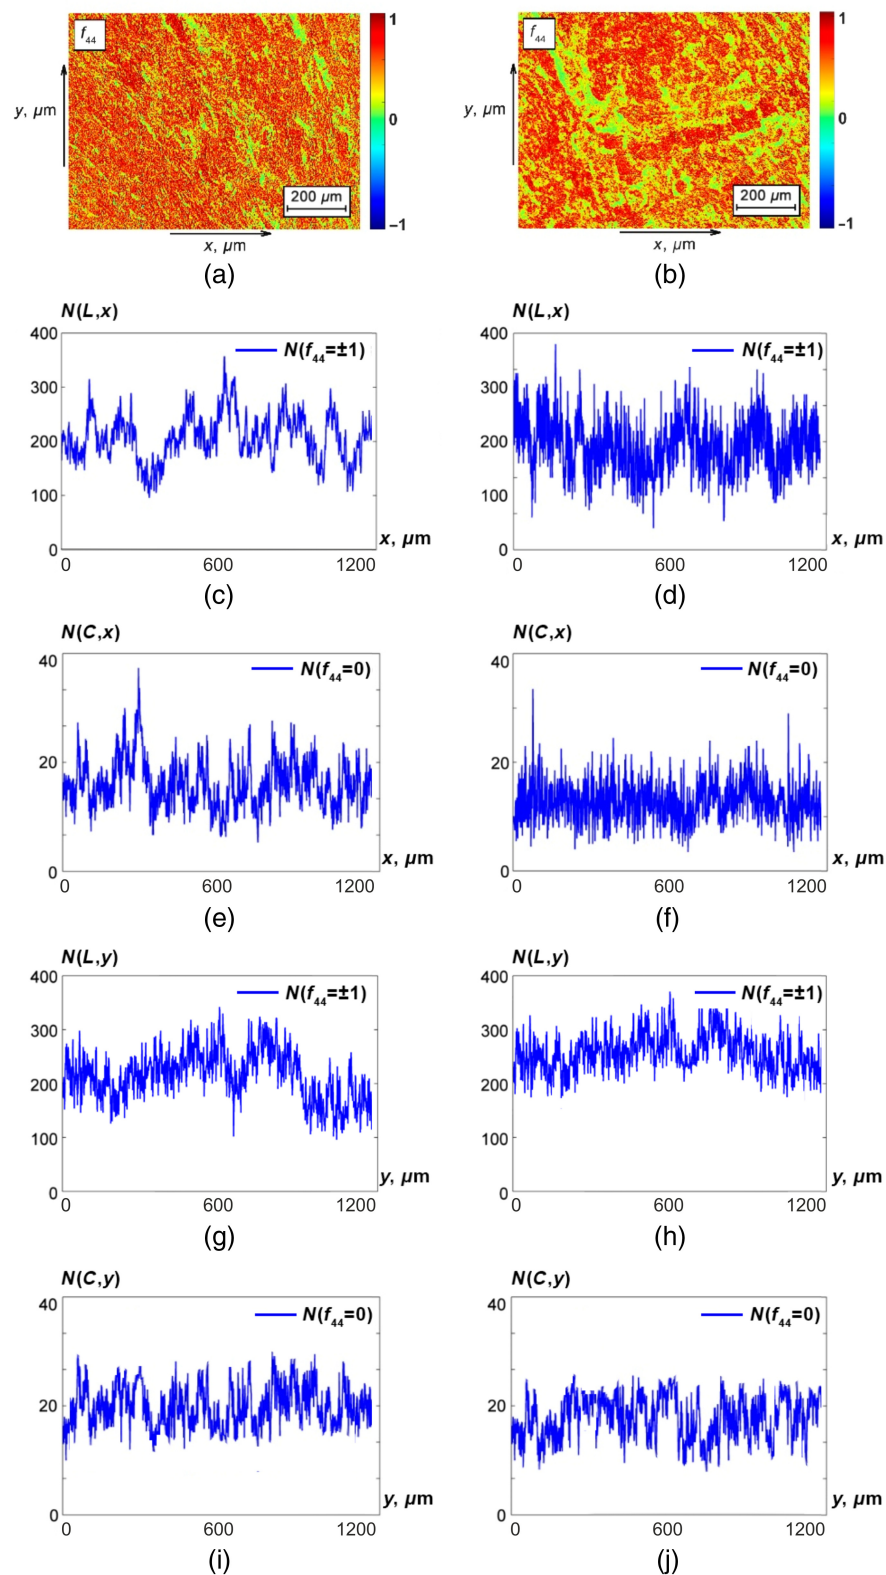 f44
1
y, µm
0
200 µm
−1
x, µm
(a)
f44
1
y, µm
0
200 µm
−1
x, µm
(b)
N(L,x)
400
N(f44=±1)
300
200
100
0
x, µm
0 600 1200
(c)
N(L,x)
400
N(f44=±1)
300
200
100
0
x, µm
0 600 1200
(d)
N(C,x)
40
N(f44=0)
20
0
x, µm
0 600 1200
(e)
N(C,x)
40
N(f44=0)
20
0
x, µm
0 600 1200
(f)
N(L,y)
400
N(f44=±1)
300
200
100
0
y, µm
0 600 1200
(g)
N(L,y)
400
N(f44=±1)
300
200
100
0
y, µm
0 600 1200
(h)
N(C,y)
40
N(f44=0)
20
0
y, µm
0 600 1200
(i)
N(C,y)
40
N(f44=0)
20
0
y, µm
0 600 1200
(j)